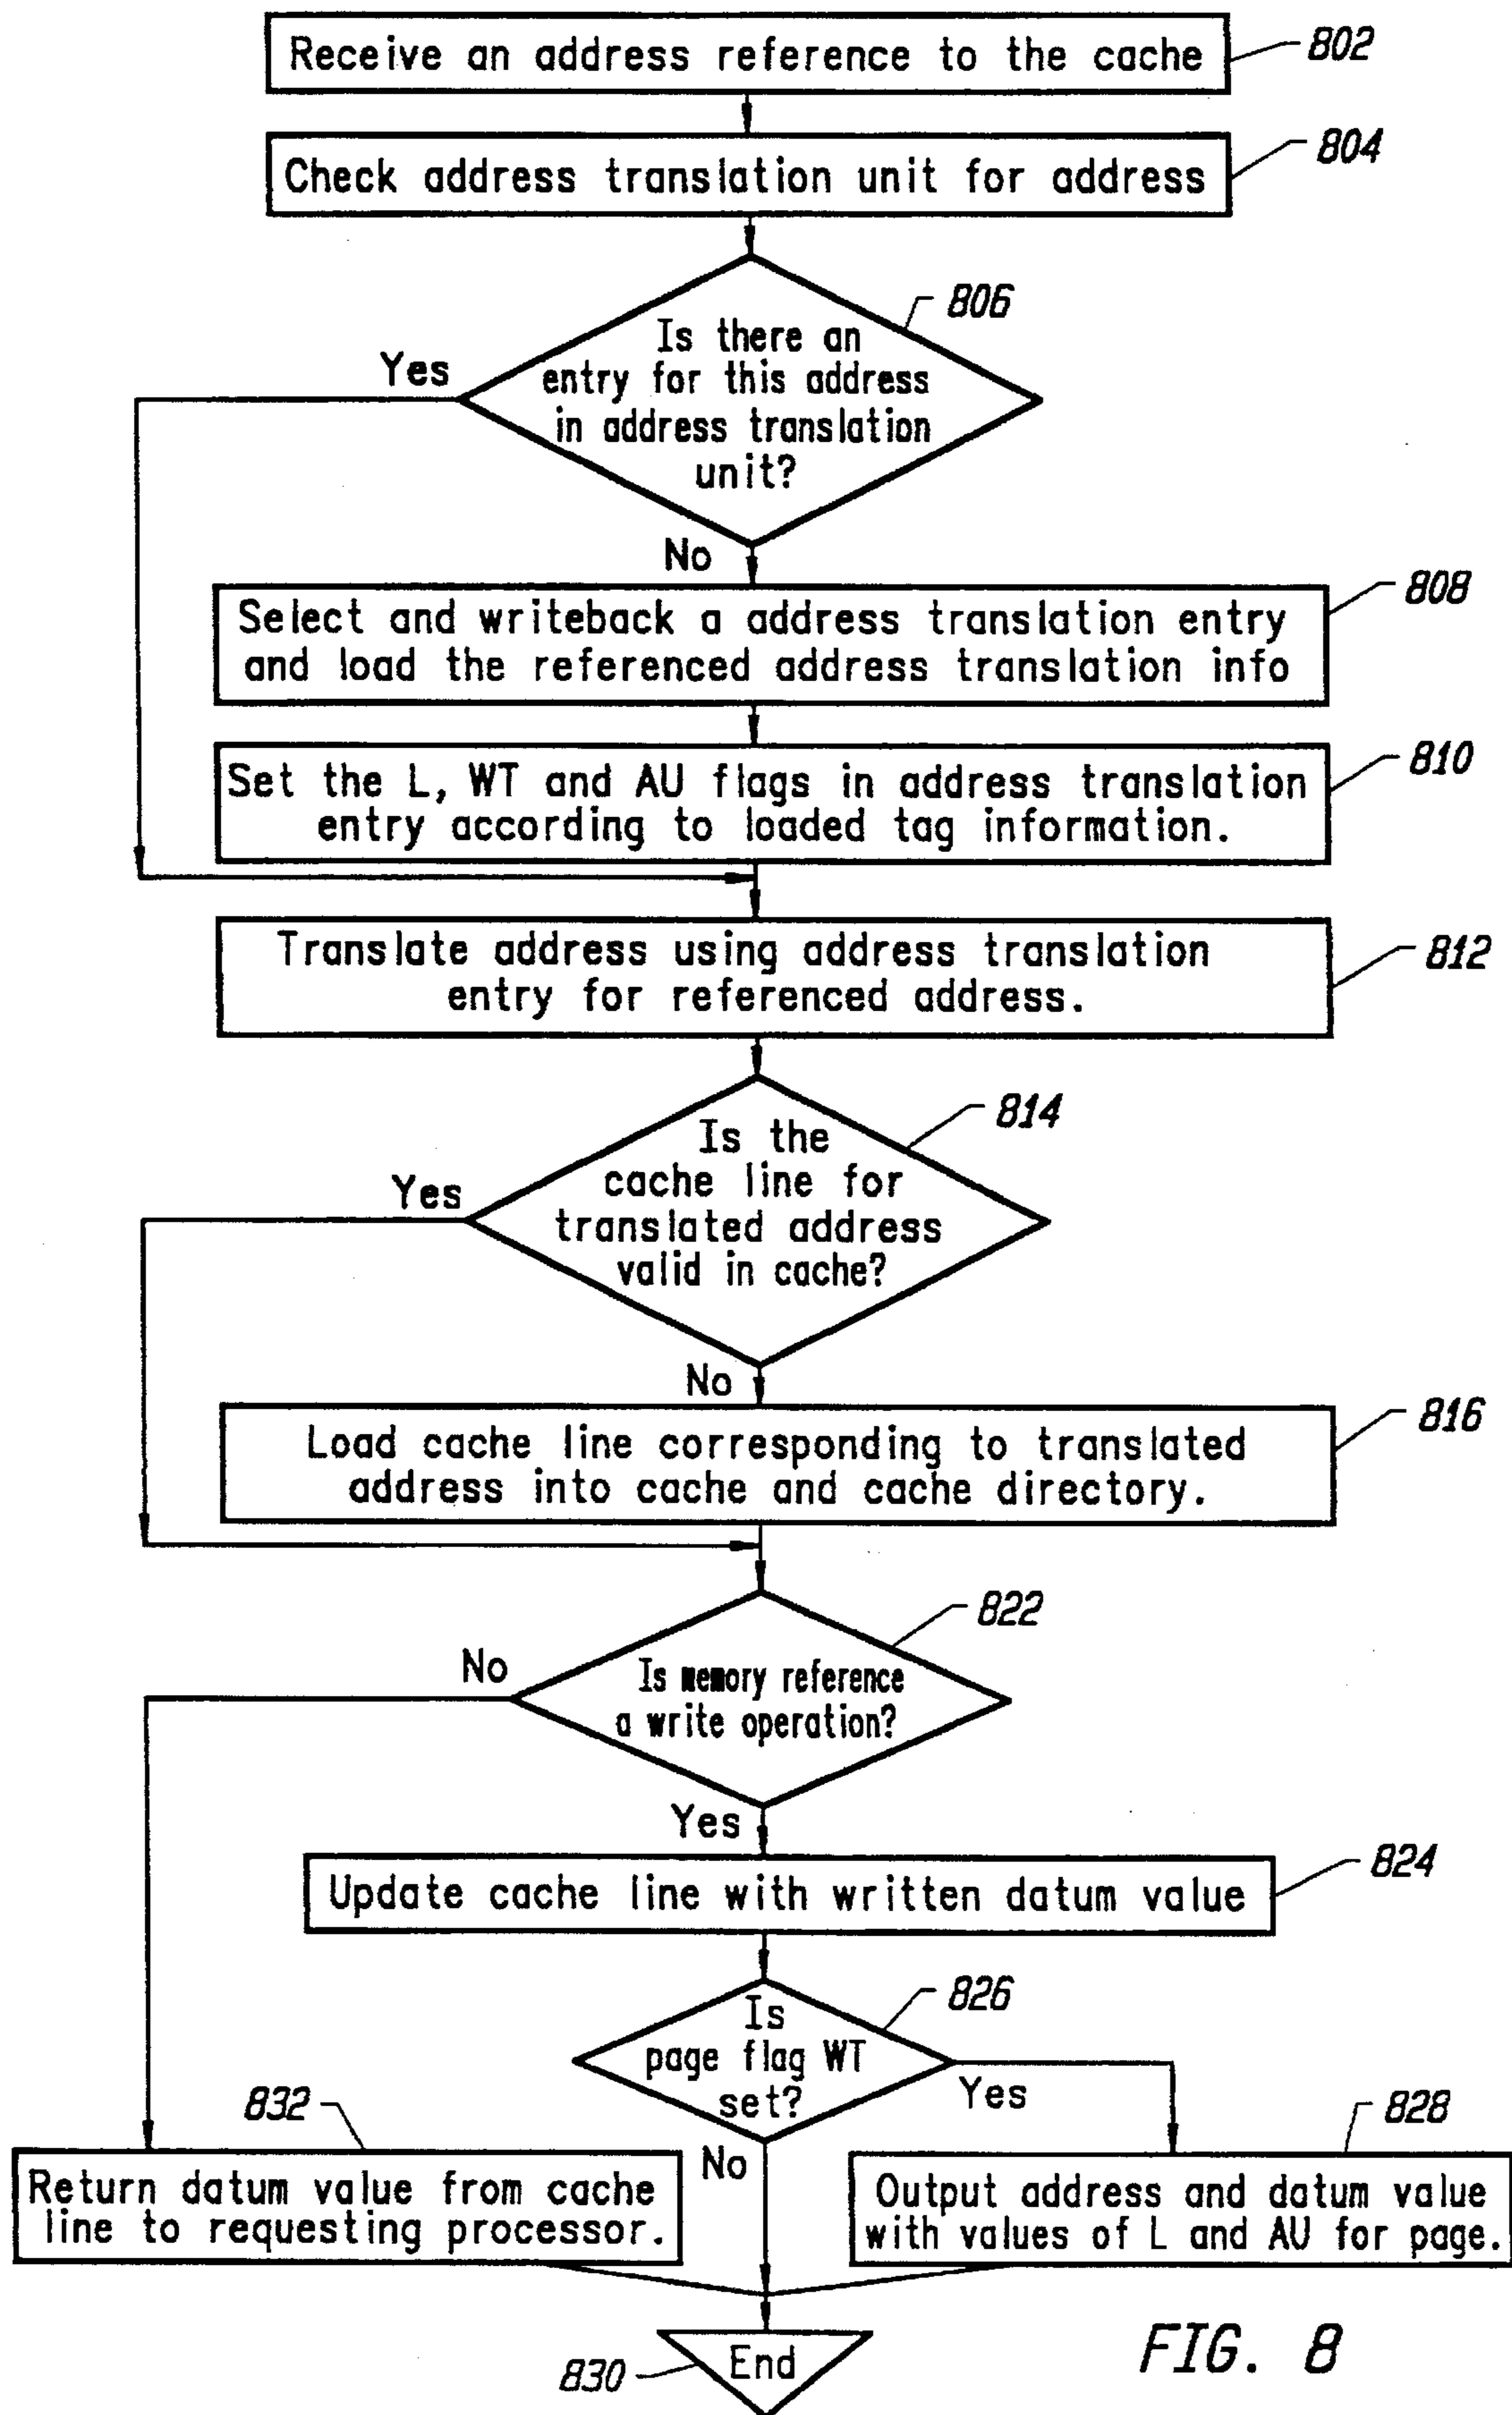 Receive an address reference to the cache
802
Check address translation unit for address
804
806
Is there an
entry for this address
in address translation
unit?
Yes
No
808
Select and writeback a address translation entry
and load the referenced address translation info
810
Set the L, WT and AU flags in address translation
entry according to loaded tag information.
Translate address using address translation
entry for referenced address.
812
814
Is the
cache line for
translated address
valid in cache?
Yes
No
816
Load cache line corresponding to translated
address into cache and cache directory.
822
Is memory reference
a write operation?
No
Yes
824
Update cache line with written datum value
826
Is
page flag WT
set?
Yes
No
832
Return datum value from cache
line to requesting processor.
828
Output address and datum value
with values of L and AU for page.
End
830
FIG. 8